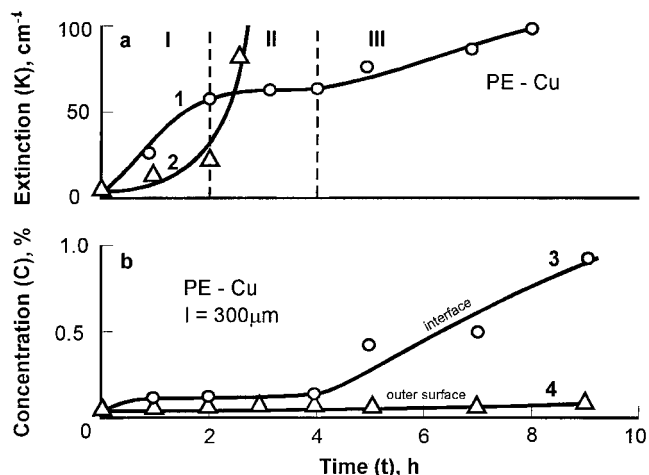 Extinction (K), cm⁻¹
100
50
0
a
I
II
III
1
2
PE - Cu
Concentration (C), %
1.0
0.5
b
PE - Cu
l = 300μm
3
interface
outer surface
4
0
2
4
6
8
10
Time (t), h